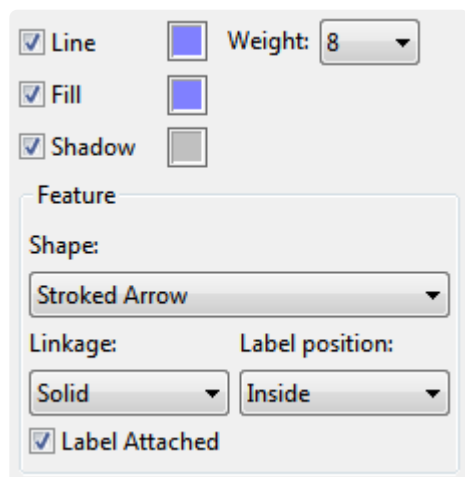 Line Weight: 8
Fill
Shadow
Feature
Shape:
Stroked Arrow
Linkage: Label position:
Solid Inside
Label Attached